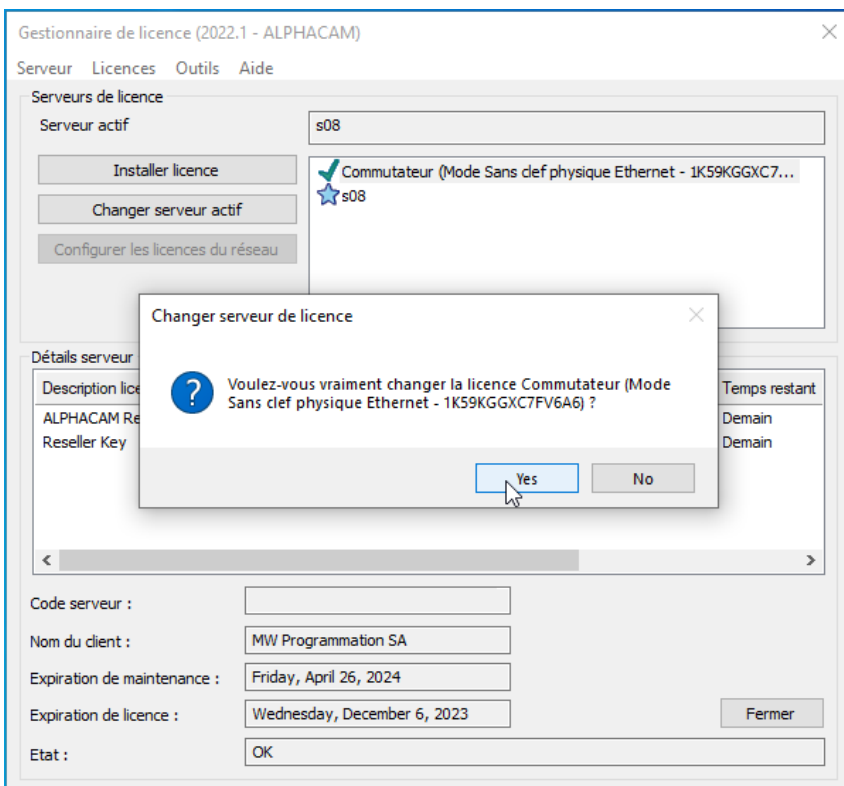 Gestionnaire de licence (2022.1 - ALPHACAM)
Serveur Licences Outils Aide
Serveurs de licence
Serveur actif
s08
Installer licence
Changer serveur actif
Configurer les licences du réseau
Commutateur (Mode Sans clef physique Ethernet - 1K59KGGXC7...
s08
Changer serveur de licence
Voulez-vous vraiment changer la licence Commutateur (Mode
Sans clef physique Ethernet - 1K59KGGXC7FV6A6) ?
Yes No
Détails serveur
Description lice Temps restant
ALPHACAM Re Demain
Reseller Key Demain
Code serveur :
Nom du client : MW Programmation SA
Expiration de maintenance : Friday, April 26, 2024
Expiration de licence : Wednesday, December 6, 2023
Fermer
Etat : OK